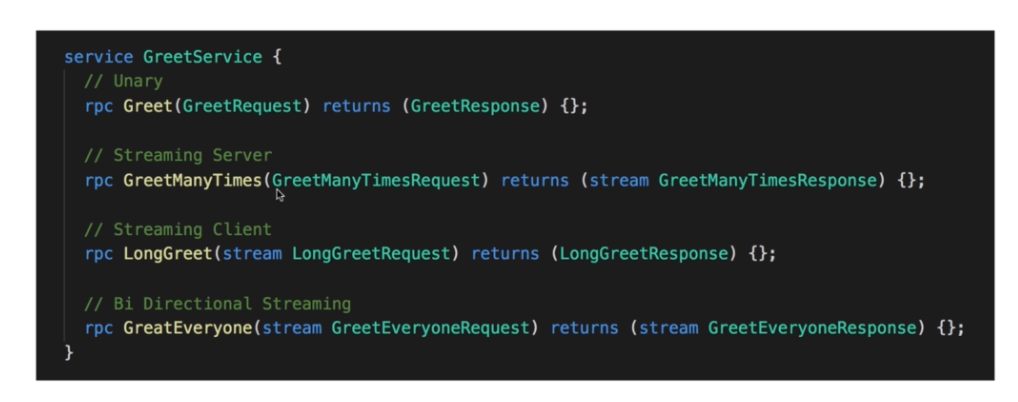 service GreetService {
// Unary
rpc Greet(GreetRequest) returns (GreetResponse) {};
// Streaming Server
rpc GreetManyTimes(GreetManyTimesRequest) returns (stream GreetManyTimesResponse) {};
// Streaming Client
rpc LongGreet(stream LongGreetRequest) returns (LongGreetResponse) {};
// Bi Directional Streaming
rpc GreatEveryone(stream GreetEveryoneRequest) returns (stream GreetEveryoneResponse) {};
}